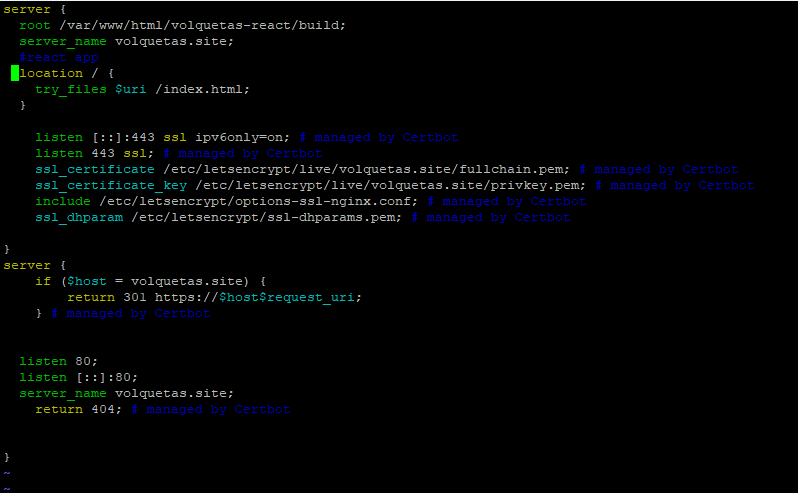 server {
  root /var/www/html/volquetas-react/build;
  server_name volquetas.site;
  #react app
  location / {
    try_files $uri /index.html;
  }
    listen [::]:443 ssl ipv6only=on; # managed by Certbot
    listen 443 ssl; # managed by Certbot
    ssl_certificate /etc/letsencrypt/live/volquetas.site/fullchain.pem; # managed by Certbot
    ssl_certificate_key /etc/letsencrypt/live/volquetas.site/privkey.pem; # managed by Certbot
    include /etc/letsencrypt/options-ssl-nginx.conf; # managed by Certbot
    ssl_dhparam /etc/letsencrypt/ssl-dhparams.pem; # managed by Certbot
}
server {
    if ($host = volquetas.site) {
        return 301 https://$host$request_uri;
    } # managed by Certbot
  listen 80;
  listen [::]:80;
  server_name volquetas.site;
    return 404; # managed by Certbot
}
~
~